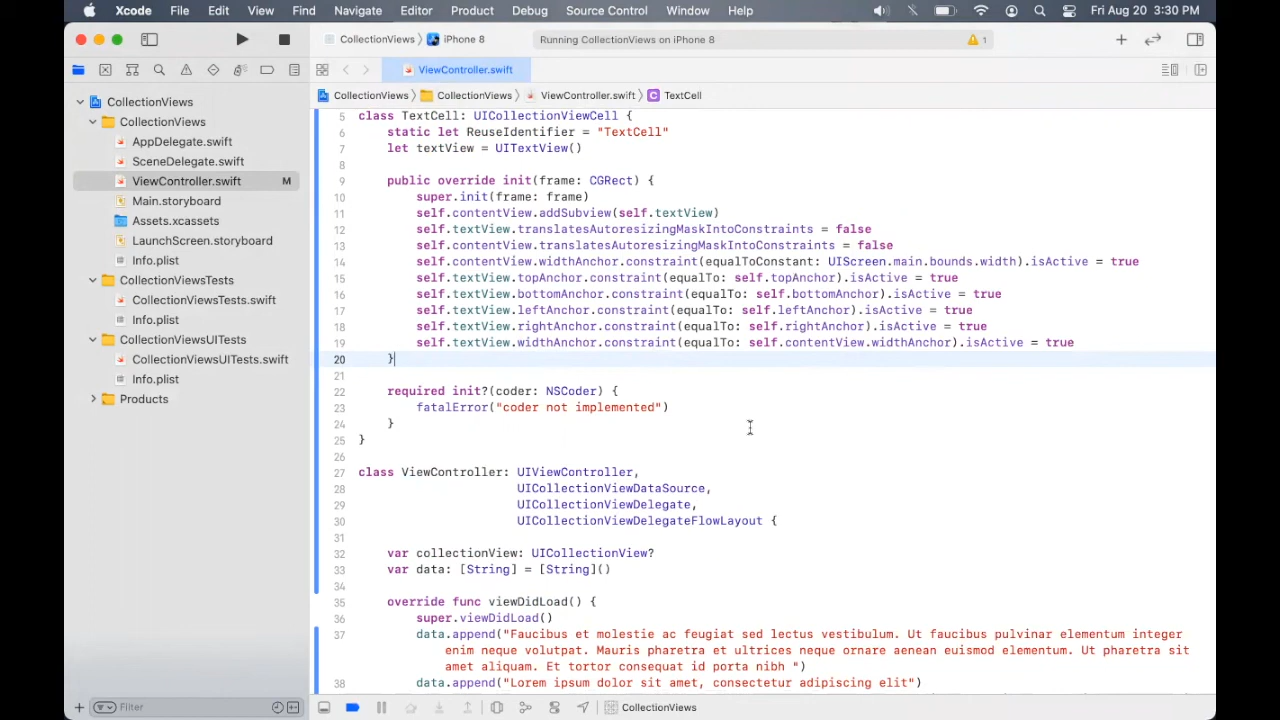 Xcode File Edit View Find Navigate Editor Product Debug Source Control Window Help Fri Aug 20 3:30 PM
CollectionViews iPhone 8 Running CollectionViews on iPhone 8 1
ViewController.swift
CollectionViews CollectionViews ViewController.swift C TextCell
CollectionViews
CollectionViews
AppDelegate.swift
SceneDelegate.swift
ViewController.swift M
Main.storyboard
Assets.xcassets
LaunchScreen.storyboard
Info.plist
CollectionViewsTests
CollectionViewsTests.swift
Info.plist
CollectionViewsUITests
CollectionViewsUITests.swift
Info.plist
Products
Filter
5 class TextCell: UICollectionViewCell {
6 static let ReuseIdentifier = "TextCell"
7 let textView = UITextView()
8
9 public override init(frame: CGRect) {
10 super.init(frame: frame)
11 self.contentView.addSubview(self.textView)
12 self.textView.translatesAutoresizingMaskIntoConstraints = false
13 self.contentView.translatesAutoresizingMaskIntoConstraints = false
14 self.contentView.widthAnchor.constraint(equalToConstant: UIScreen.main.bounds.width).isActive = true
15 self.textView.topAnchor.constraint(equalTo: self.topAnchor).isActive = true
16 self.textView.bottomAnchor.constraint(equalTo: self.bottomAnchor).isActive = true
17 self.textView.leftAnchor.constraint(equalTo: self.leftAnchor).isActive = true
18 self.textView.rightAnchor.constraint(equalTo: self.rightAnchor).isActive = true
19 self.textView.widthAnchor.constraint(equalTo: self.contentView.widthAnchor).isActive = true
20 }
21
22 required init?(coder: NSCoder) {
23 fatalError("coder not implemented")
24 }
25 }
26
27 class ViewController: UIViewController,
28 UICollectionViewDataSource,
29 UICollectionViewDelegate,
30 UICollectionViewDelegateFlowLayout {
31
32 var collectionView: UICollectionView?
33 var data: [String] = [String]()
34
35 override func viewDidLoad() {
36 super.viewDidLoad()
37 data.append("Faucibus et molestie ac feugiat sed lectus vestibulum. Ut faucibus pulvinar elementum integer
enim neque volutpat. Mauris pharetra et ultrices neque ornare aenean euismod elementum. Ut pharetra sit
amet aliquam. Et tortor consequat id porta nibh ")
38 data.append("Lorem ipsum dolor sit amet, consectetur adipiscing elit")
CollectionViews